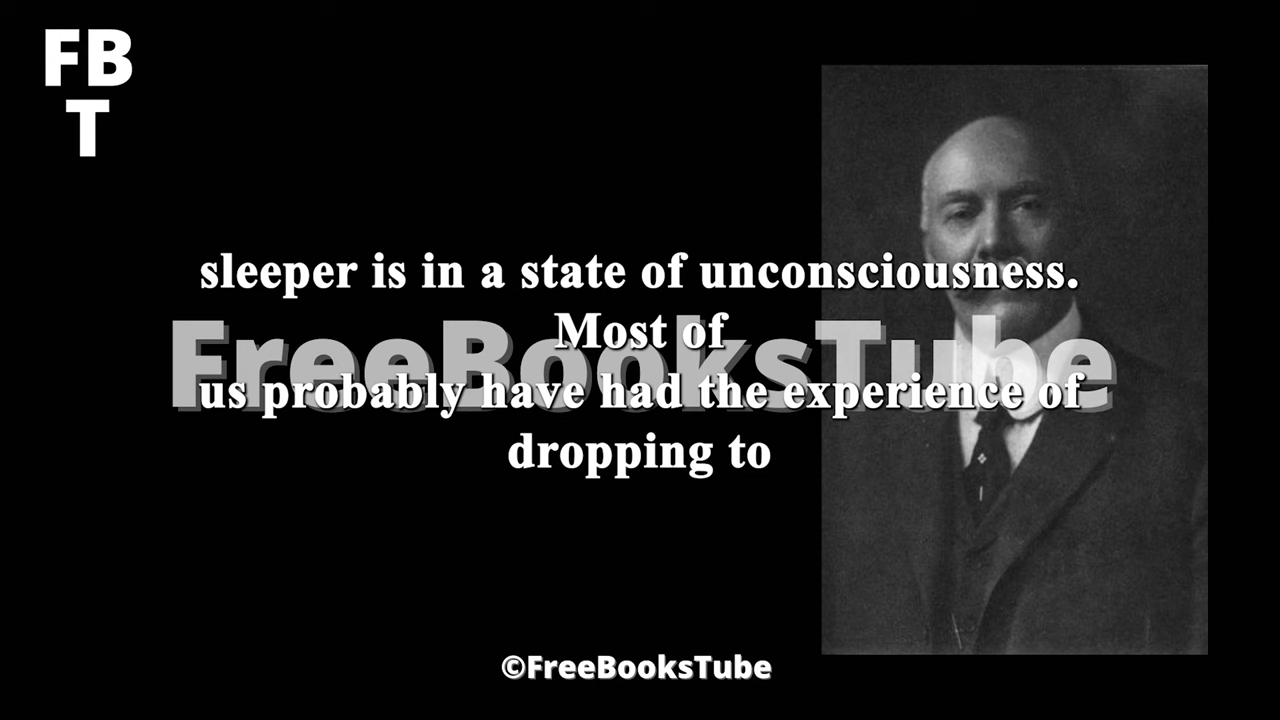 FB
T
sleeper is in a state of unconsciousness.
Most of
FreeBooksTube
us probably have had the experience of
dropping to
©FreeBooksTube